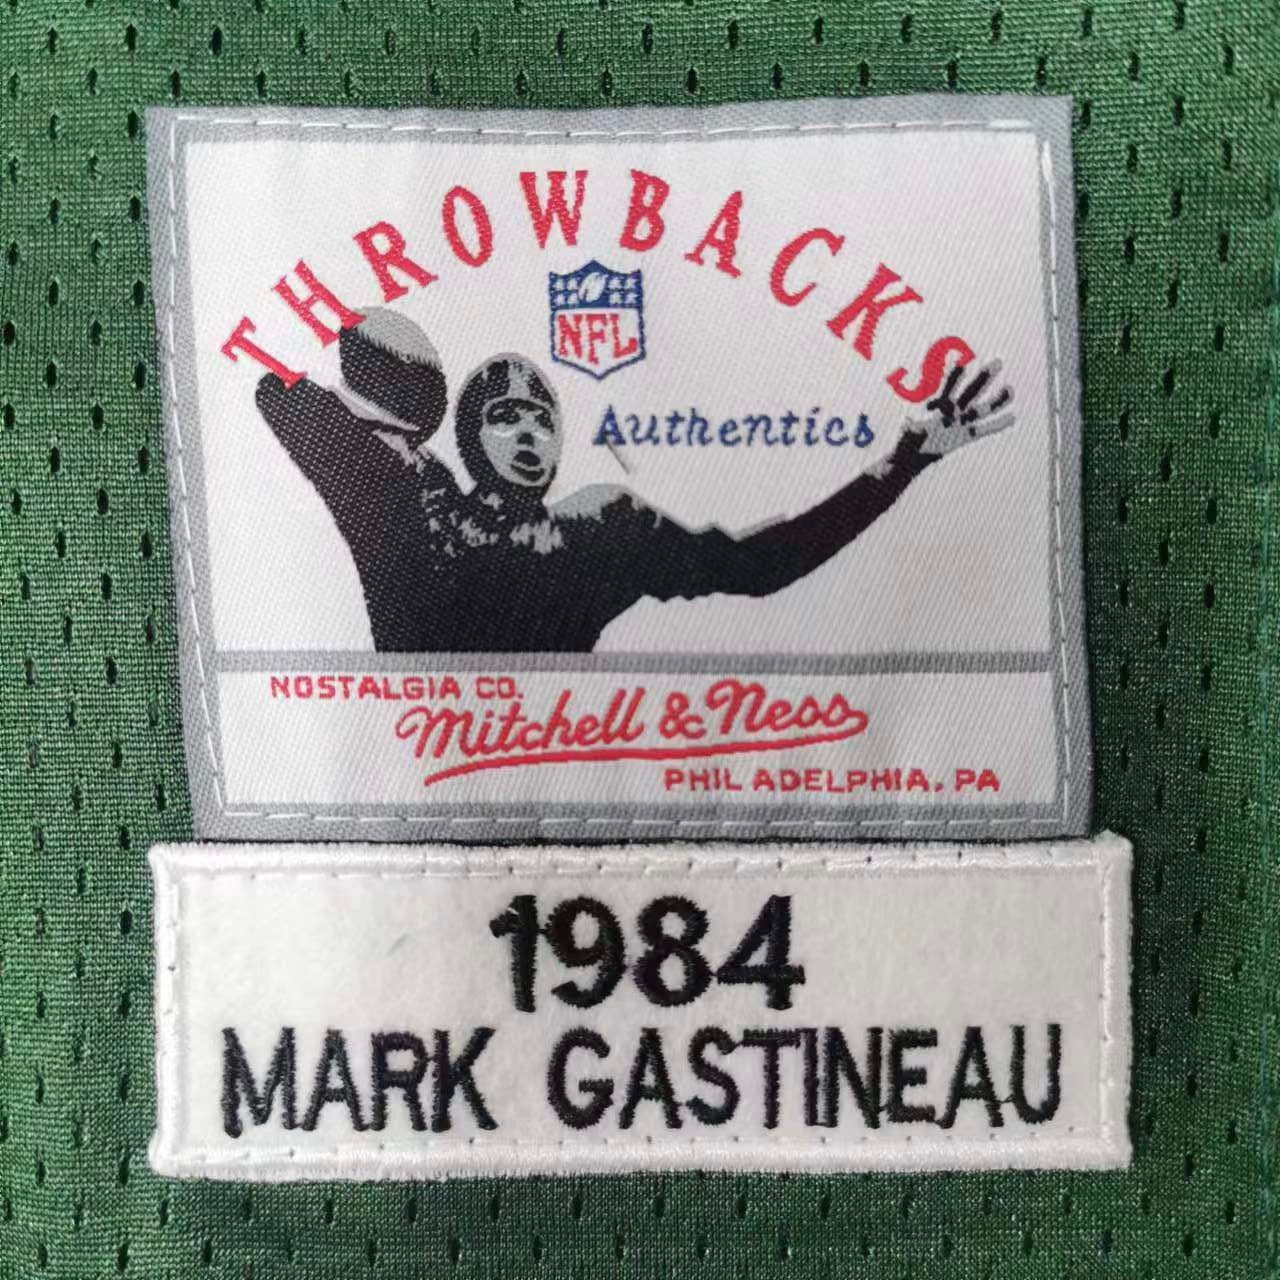 THROWBACKS
NFL
Authentics
NOSTALGIA CO.
Mitchell & Ness
PHILADELPHIA, PA
1984
MARK GASTINEAU